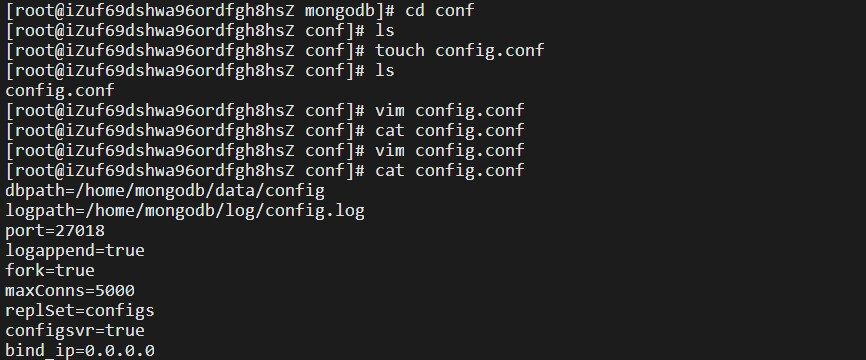 [root@iZuf69dshwa96ordfgh8hsZ mongodb]# cd conf
[root@iZuf69dshwa96ordfgh8hsZ conf]# ls
[root@iZuf69dshwa96ordfgh8hsZ conf]# touch config.conf
[root@iZuf69dshwa96ordfgh8hsZ conf]# ls
config.conf
[root@iZuf69dshwa96ordfgh8hsZ conf]# vim config.conf
[root@iZuf69dshwa96ordfgh8hsZ conf]# cat config.conf
[root@iZuf69dshwa96ordfgh8hsZ conf]# vim config.conf
[root@iZuf69dshwa96ordfgh8hsZ conf]# cat config.conf
dbpath=/home/mongodb/data/config
logpath=/home/mongodb/log/config.log
port=27018
logappend=true
fork=true
maxConns=5000
replSet=configs
configsvr=true
bind_ip=0.0.0.0